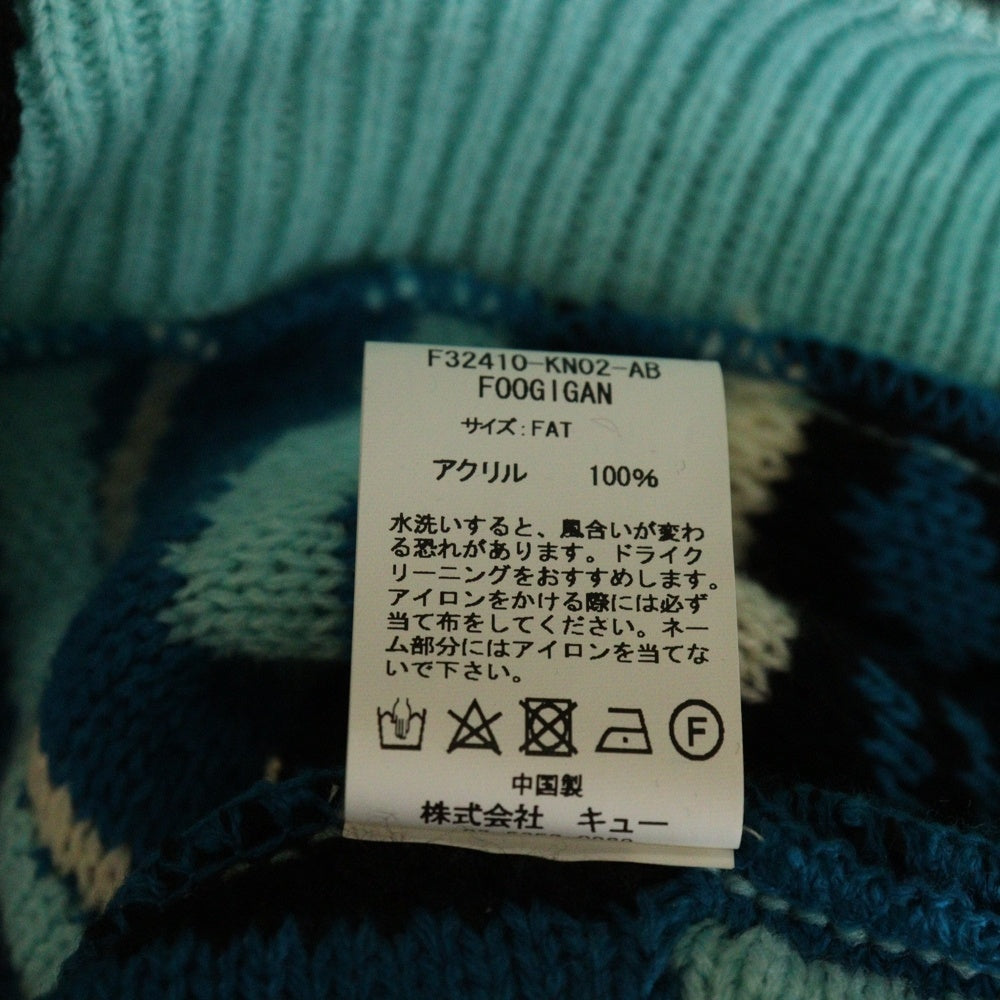 F32410-KN02-AB
FOOGIGAN
サイズ:FAT
アクリル 100%
水洗いすると、風合いが変わ
る恐れがあります。ドライク
リーニングをおすすめします。
アイロンをかける際には必ず
当て布をしてください。ネー
ム部分にはアイロンを当てな
いで下さい。
F
中国製
株式会社 キュー